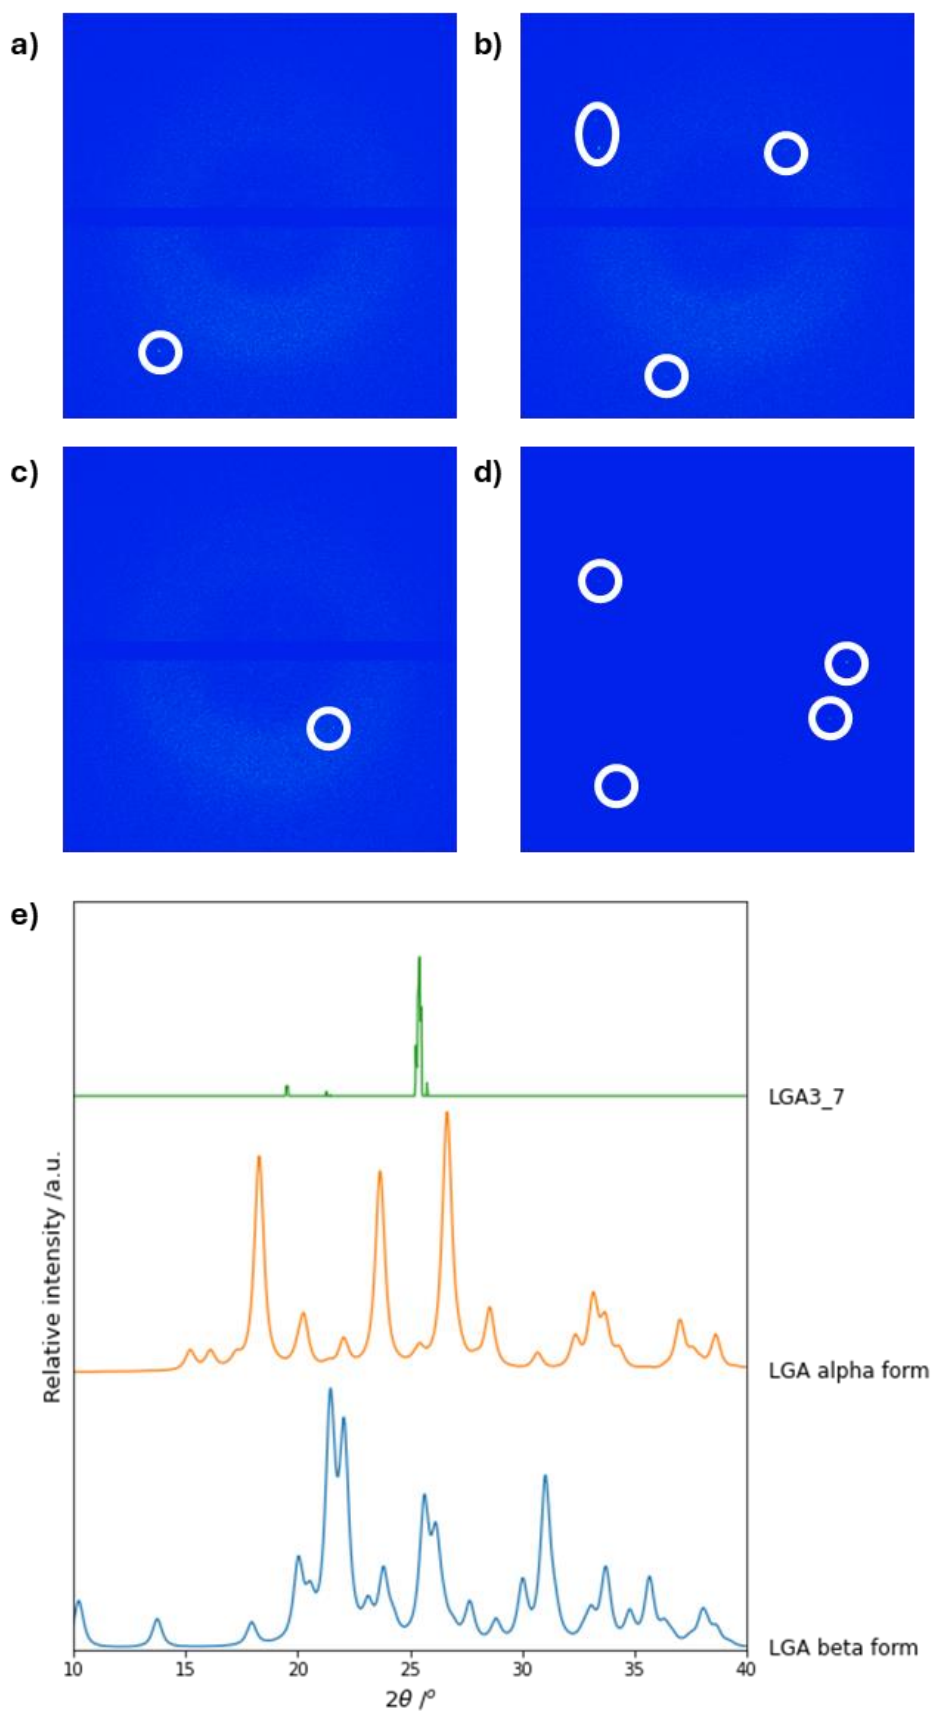 a) b)
c) d)
e)
LGA3_7
LGA alpha form
LGA beta form
Relative intensity /a.u.
10 15 20 25 30 35 40
2θ /°